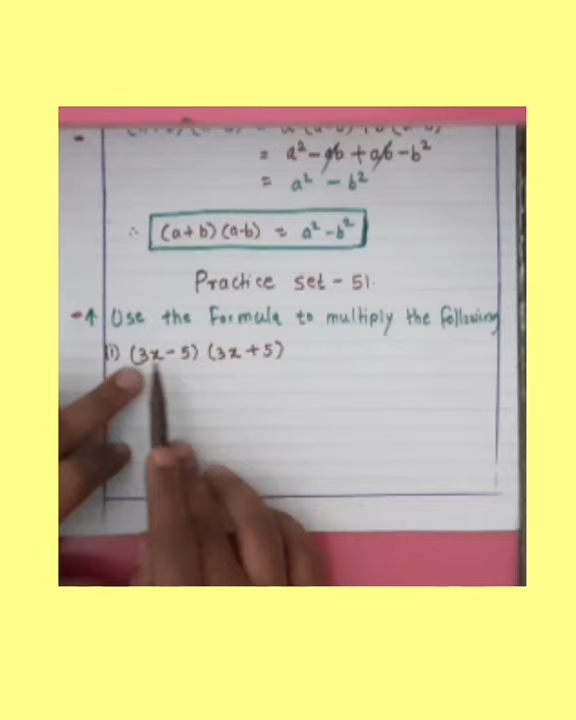 = a² - ab + ab - b²
= a² - b²
∴ (a+b) (a-b) = a² - b²
Practice set - 51.
Use the Formula to multiply the following
(i) (3x - 5) (3x + 5)